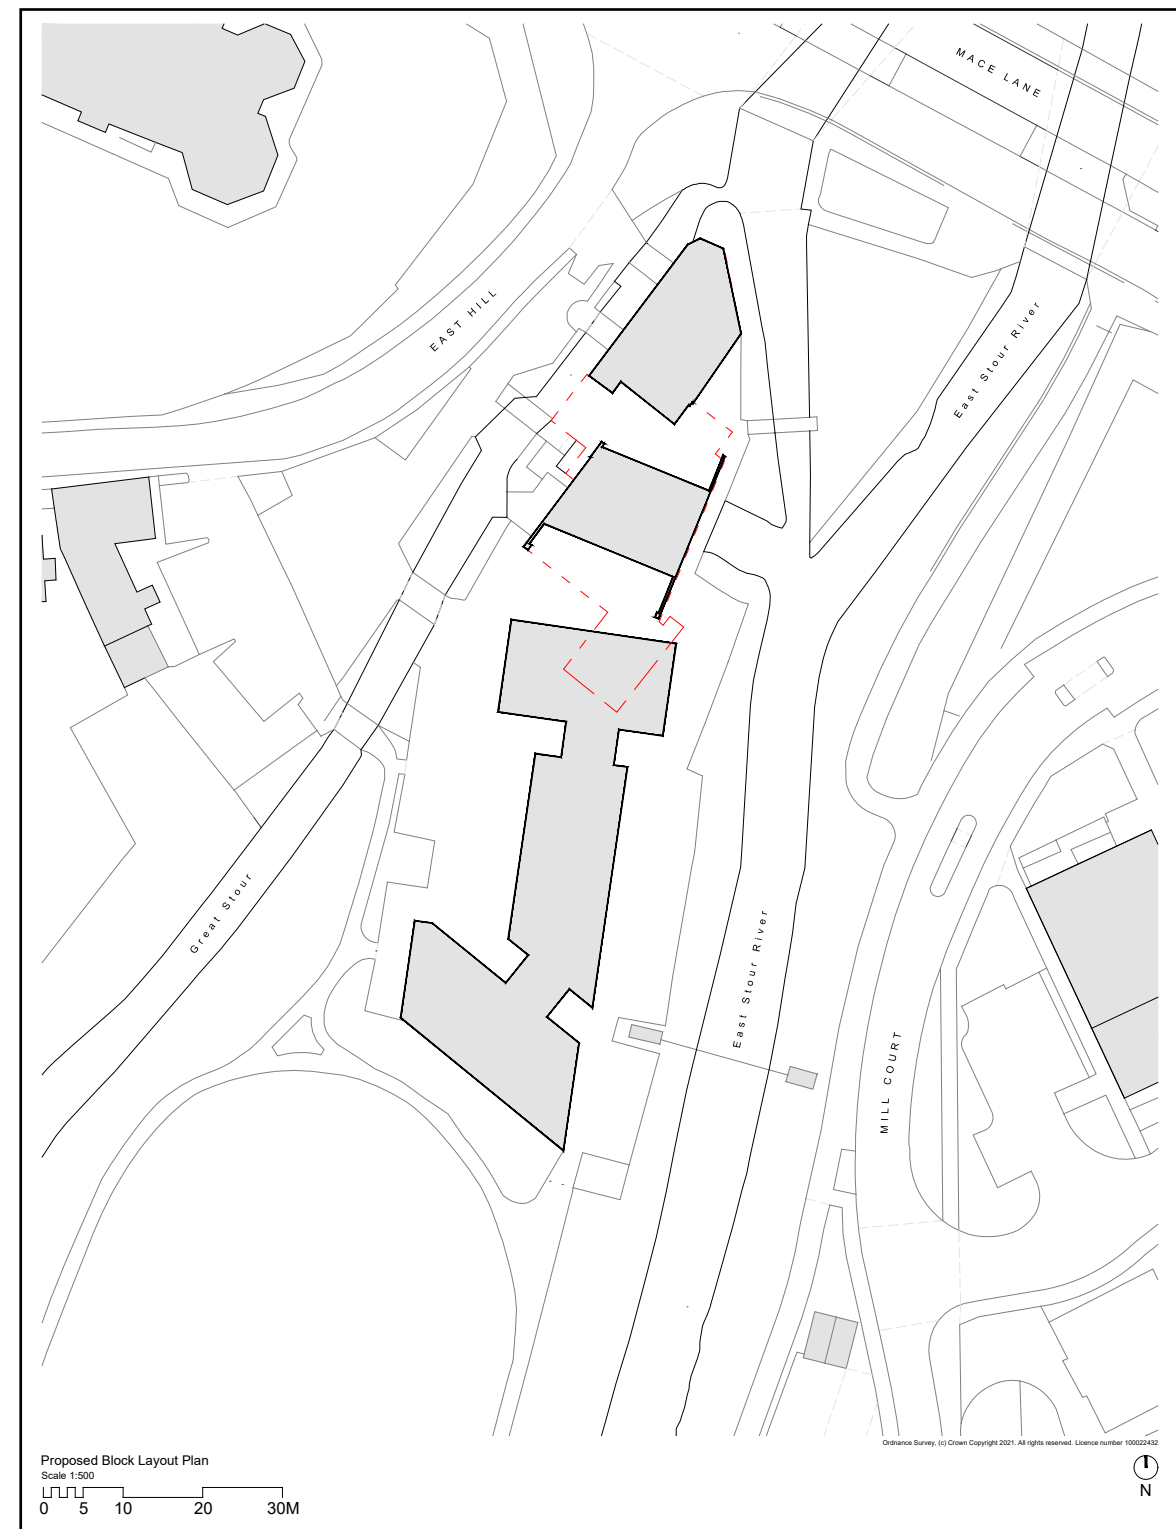 MACE LANE
EAST HILL
East Stour River
Great Stour
East Stour River
MILL COURT
Ordnance Survey, (c) Crown Copyright 2021. All rights reserved. Licence number 100022432
Proposed Block Layout Plan
Scale 1:500
0 5 10 20 30M
N